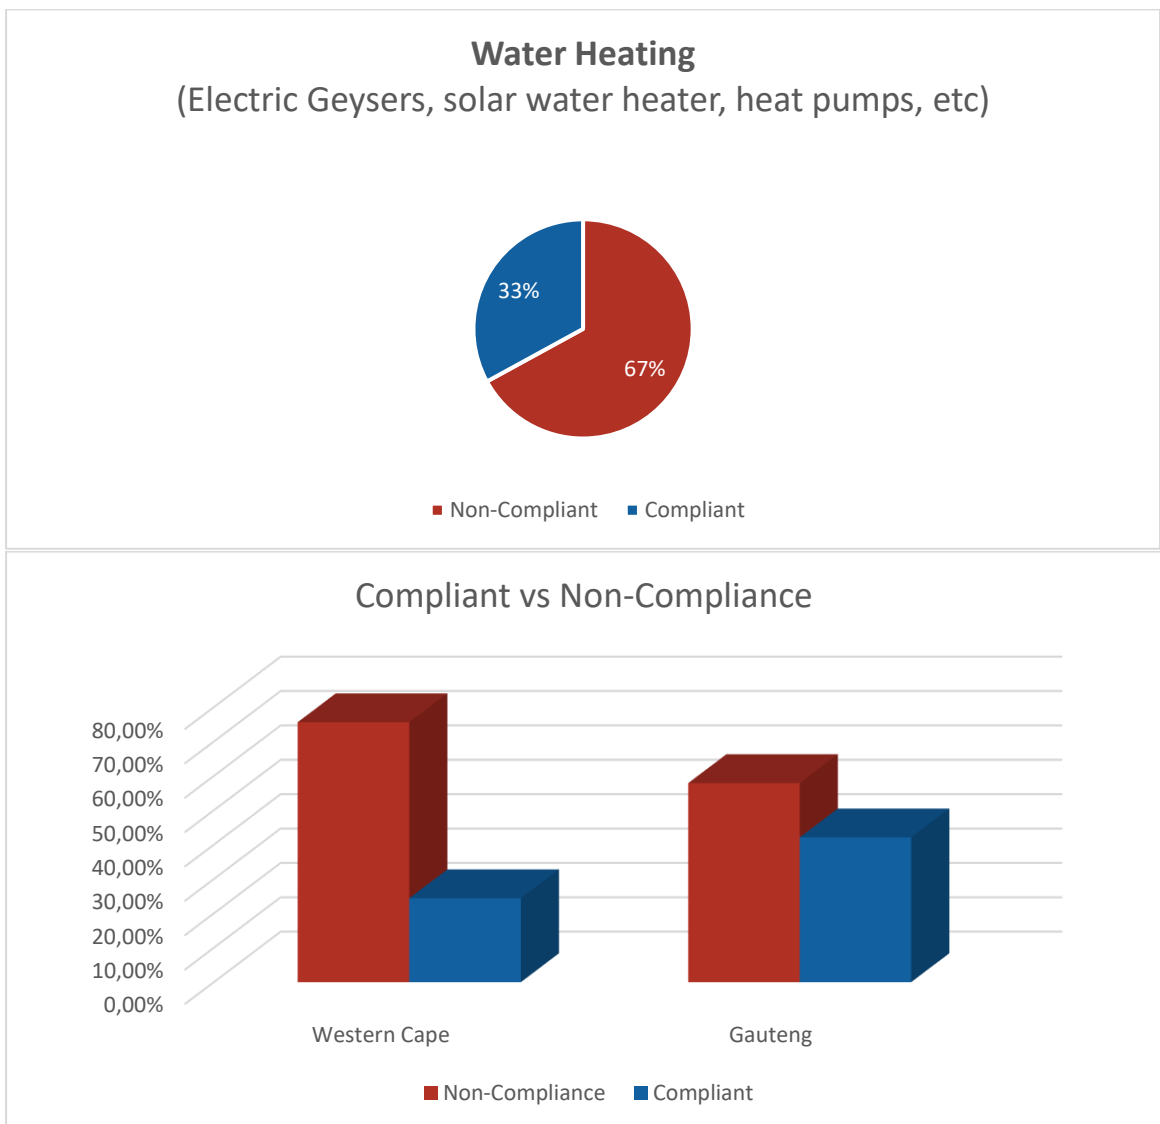 Water Heating
(Electric Geysers, solar water heater, heat pumps, etc)
33%
67%
Non-Compliant Compliant
Compliant vs Non-Compliance
80,00%
70,00%
60,00%
50,00%
40,00%
30,00%
20,00%
10,00%
0,00%
Western Cape Gauteng
Non-Compliance Compliant